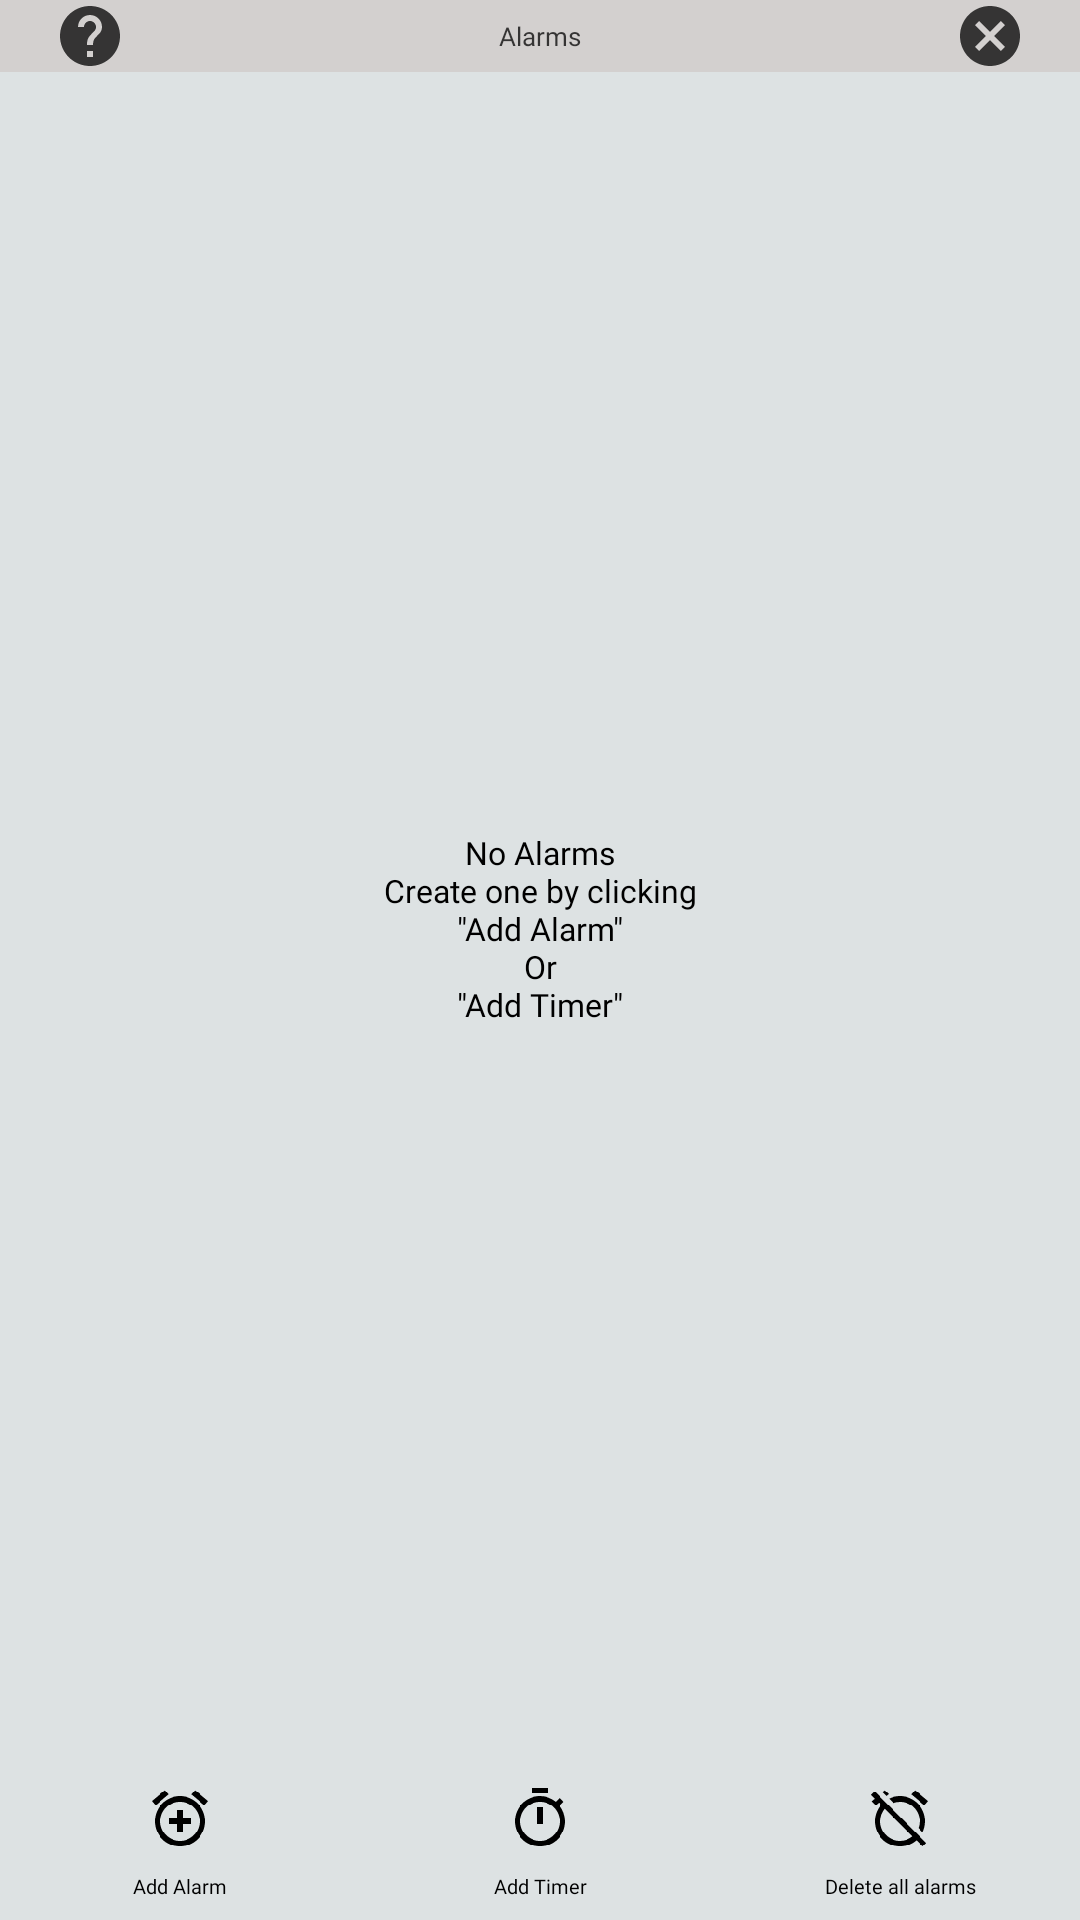 Alarms
No Alarms
Create one by clicking
"Add Alarm"
Or
"Add Timer"
Add Alarm
Add Timer
Delete all alarms